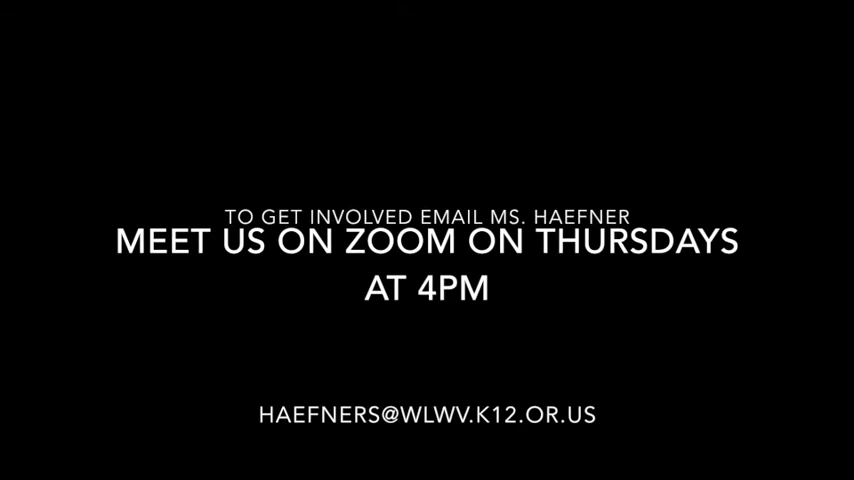 TO GET INVOLVED EMAIL MS. HAEFNER
MEET US ON ZOOM ON THURSDAYS
AT 4PM
HAEFNERS@WLWV.K12.OR.US